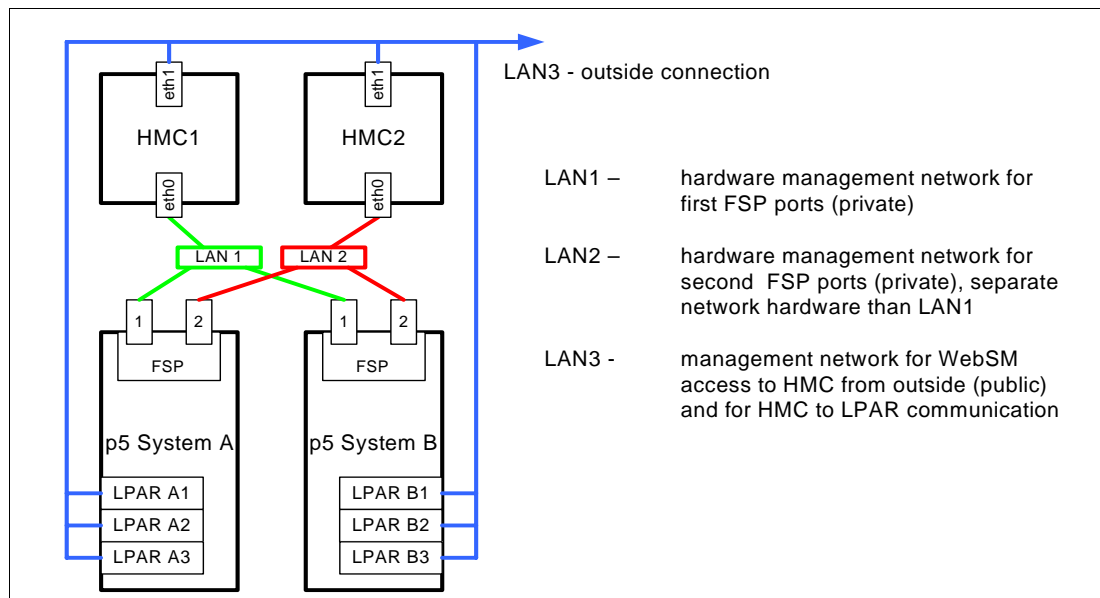 LAN3 - outside connection
eth1
eth1
HMC1
HMC2
eth0
eth0
LAN 1
LAN 2
1
2
1
2
FSP
FSP
p5 System A
p5 System B
LPAR A1
LPAR A2
LPAR A3
LPAR B1
LPAR B2
LPAR B3
LAN1 – hardware management network for
first FSP ports (private)
LAN2 – hardware management network for
second FSP ports (private), separate
network hardware than LAN1
LAN3 - management network for WebSM
access to HMC from outside (public)
and for HMC to LPAR communication